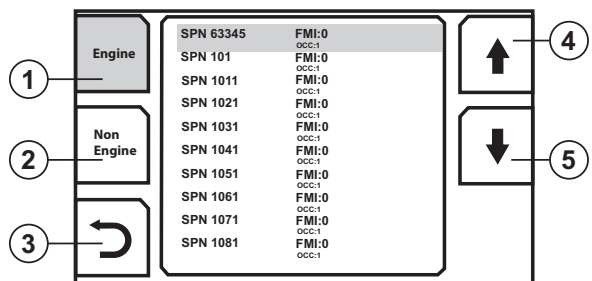 Engine
Non
Engine
SPN 63345 FMI:0
OCC:1
SPN 101 FMI:0
OCC:1
SPN 1011 FMI:0
OCC:1
SPN 1021 FMI:0
OCC:1
SPN 1031 FMI:0
OCC:1
SPN 1041 FMI:0
OCC:1
SPN 1051 FMI:0
OCC:1
SPN 1061 FMI:0
OCC:1
SPN 1071 FMI:0
OCC:1
SPN 1081 FMI:0
OCC:1
1
2
3
4
5